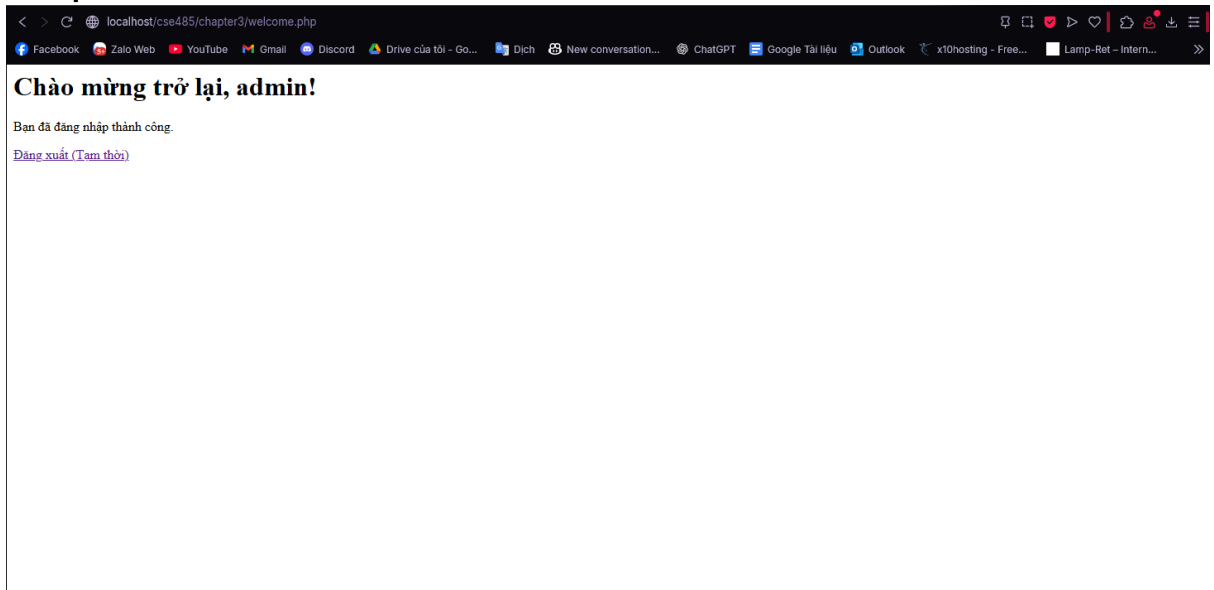 localhost/cse485/chapter3/welcome.php
Facebook Zalo Web YouTube Gmail Discord Drive của tôi - Go... Dịch New conversation... ChatGPT Google Tài liệu Outlook x10hosting - Free... Lamp-Ret – Intern...
Chào mừng trở lại, admin!
Bạn đã đăng nhập thành công.
Đăng xuất (Tạm thời)